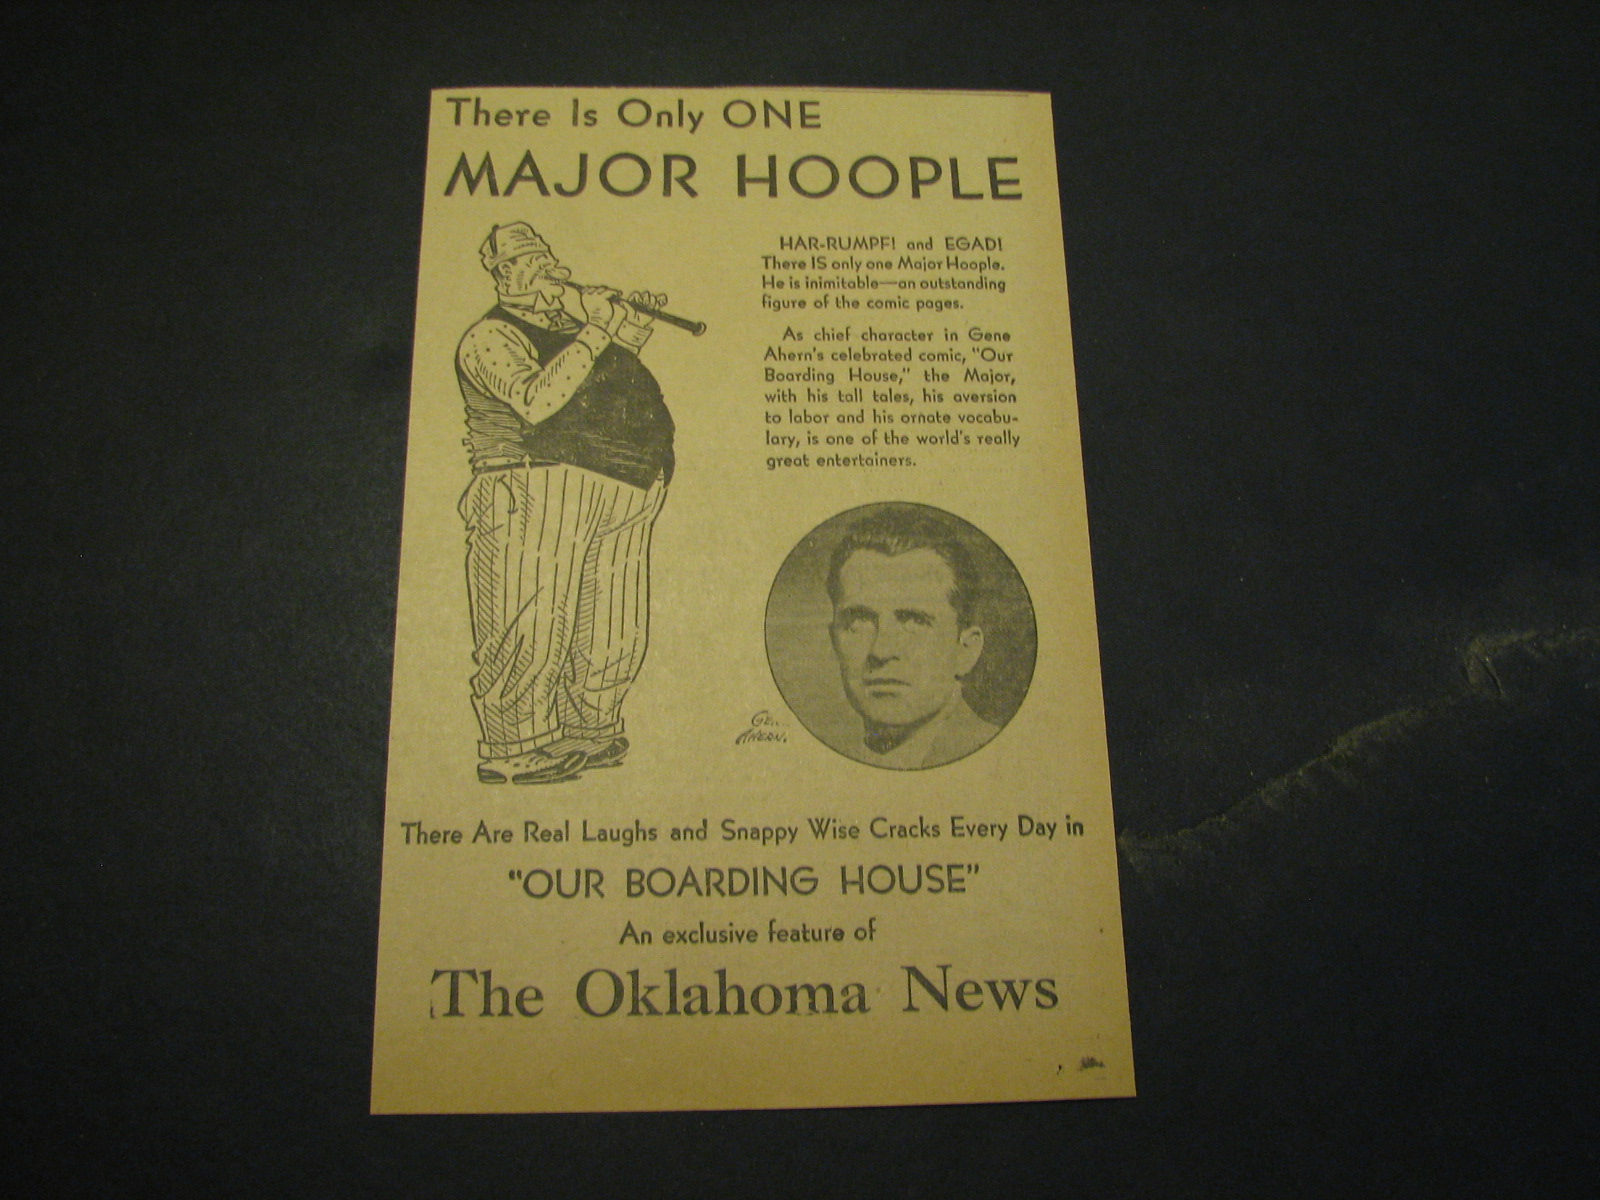 There Is Only ONE
MAJOR HOOPLE
HAR-RUMPF! and EGAD!
There IS only one Major Hoople.
He is inimitable—an outstanding
figure of the comic pages.
As chief character in Gene
Ahern's celebrated comic, "Our
Boarding House," the Major,
with his tall tales, his aversion
to labor and his ornate vocabu-
lary, is one of the world's really
great entertainers.
AHERN.
There Are Real Laughs and Snappy Wise Cracks Every Day in
"OUR BOARDING HOUSE"
An exclusive feature of
The Oklahoma News